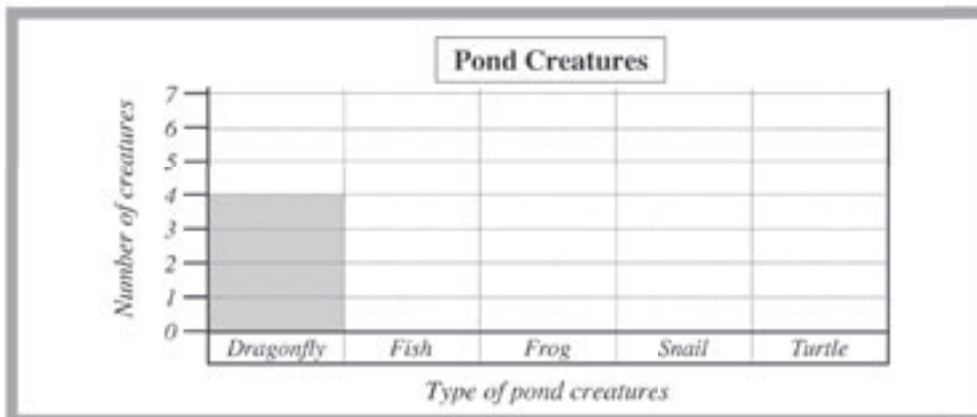 Pond Creatures
Number of creatures
7
6
5
4
3
2
1
0
Dragonfly Fish Frog Snail Turtle
Type of pond creatures